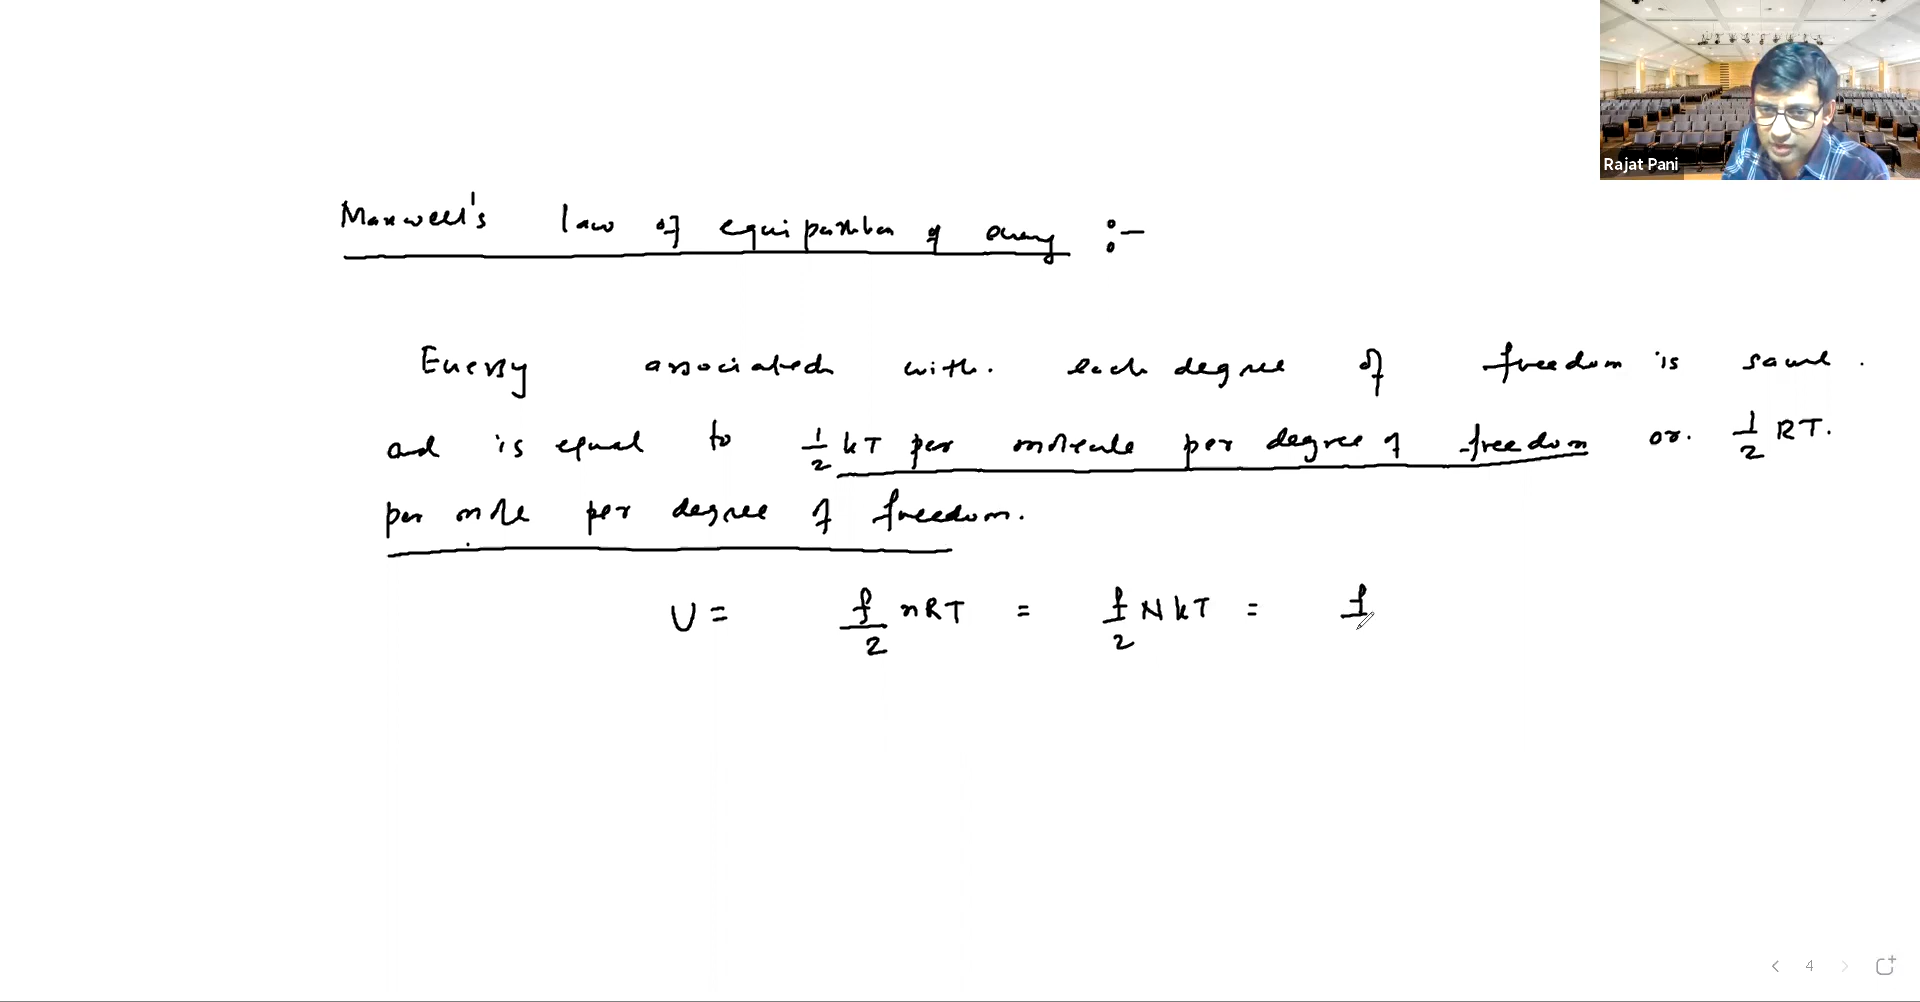 Rajat Pani
Maxwell's law of equipartition of energy :-
Energy associated with. each degree of freedom is same .
and is equal to 1/2 kT per molecule per degree of freedom or. 1/2 RT.
per mole per degree of freedom.
U = f/2 nRT = f/2 NkT = f
4